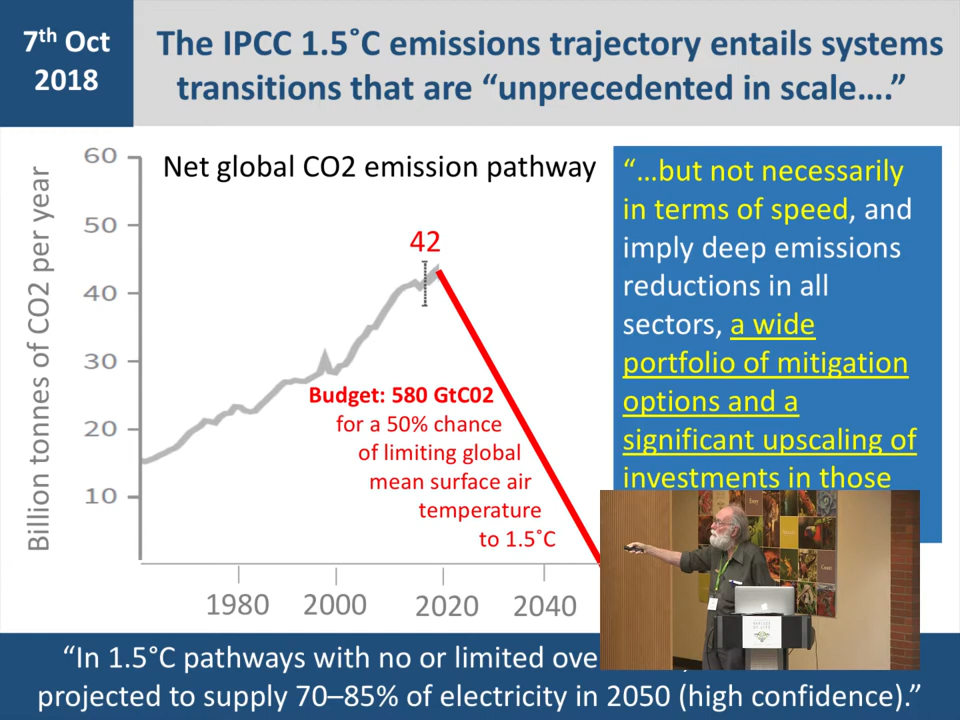 7th Oct
2018
The IPCC 1.5˚C emissions trajectory entails systems
transitions that are “unprecedented in scale….”
Net global CO2 emission pathway
Billion tonnes of CO2 per year
60
50
40
30
20
10
42
Budget: 580 GtC02
for a 50% chance
of limiting global
mean surface air
temperature
to 1.5˚C
1980
2000
2020
2040
“…but not necessarily
in terms of speed, and
imply deep emissions
reductions in all
sectors, a wide
portfolio of mitigation
options and a
significant upscaling of
investments in those
“In 1.5°C pathways with no or limited ove
projected to supply 70–85% of electricity in 2050 (high confidence).”